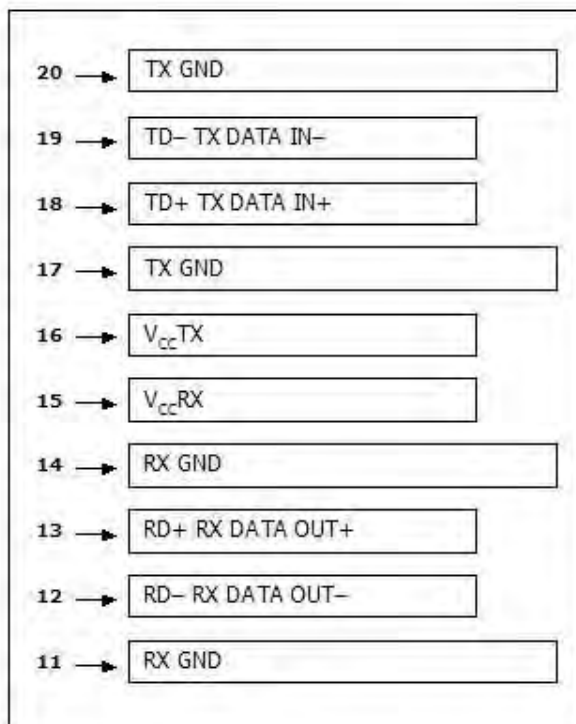 20 TX GND
19 TD– TX DATA IN–
18 TD+ TX DATA IN+
17 TX GND
16 VCCTX
15 VCCRX
14 RX GND
13 RD+ RX DATA OUT+
12 RD– RX DATA OUT–
11 RX GND